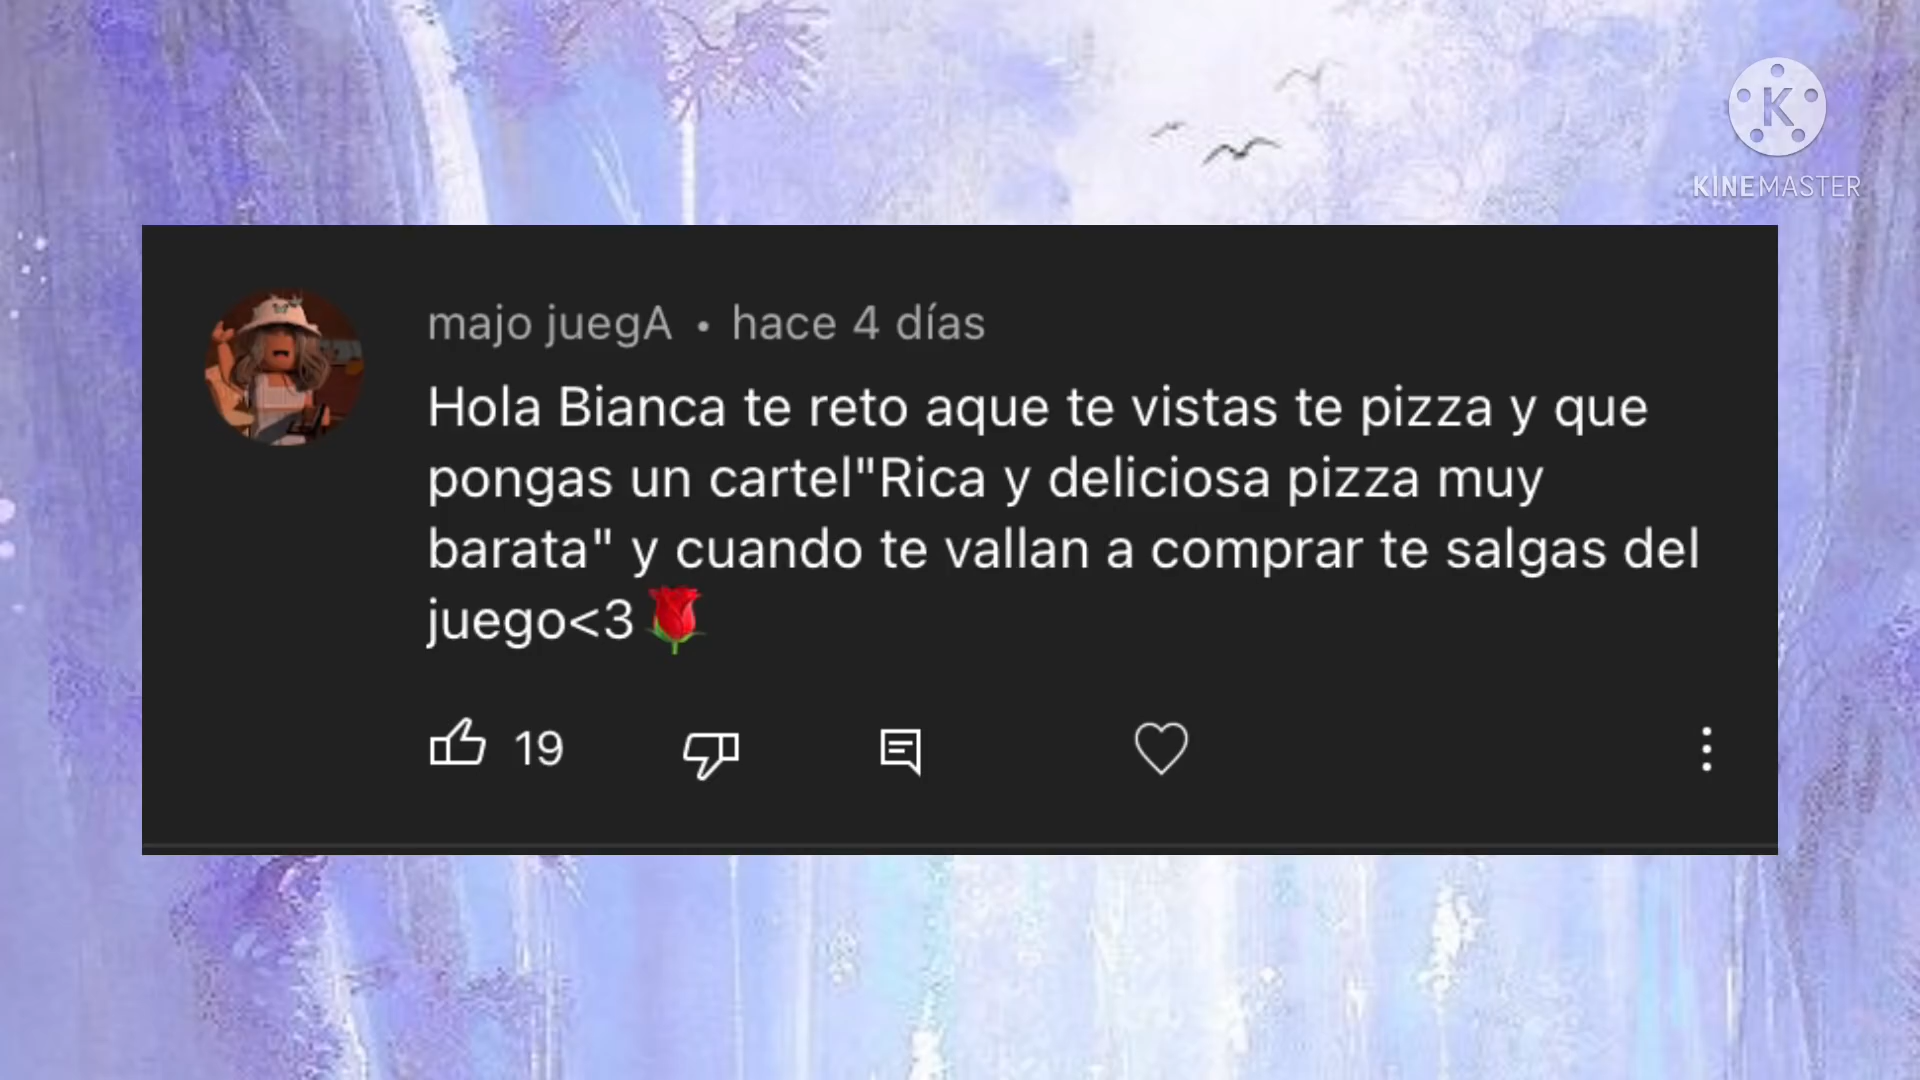 KINEMASTER
majo juegA • hace 4 días
Hola Bianca te reto aque te vistas te pizza y que
pongas un cartel"Rica y deliciosa pizza muy
barata" y cuando te vallan a comprar te salgas del
juego<3🌹
19